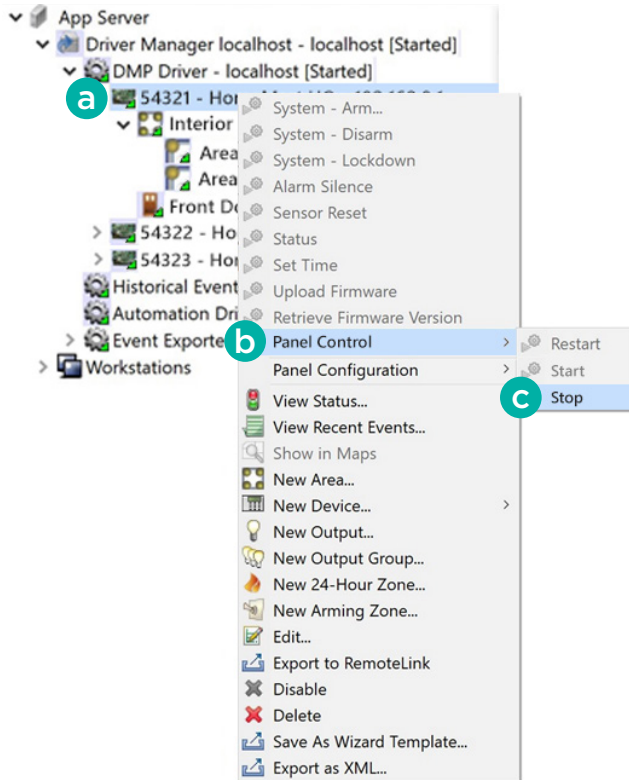 App Server
Driver Manager localhost - localhost [Started]
DMP Driver - localhost [Started]
a
54321 - Hor
System - Arm...
Interior
System - Disarm
Area
System - Lockdown
Area
Alarm Silence
Front Do
Sensor Reset
54322 - Ho
Status
54323 - Hor
Set Time
Historical Event
Upload Firmware
Automation Dri
Retrieve Firmware Version
Event Exporte
b
Panel Control
Restart
Workstations
Panel Configuration
Start
c
Stop
View Status...
View Recent Events...
Show in Maps
New Area...
New Device...
New Output...
New Output Group...
New 24-Hour Zone...
New Arming Zone...
Edit...
Export to RemoteLink
Disable
Delete
Save As Wizard Template...
Export as XML...